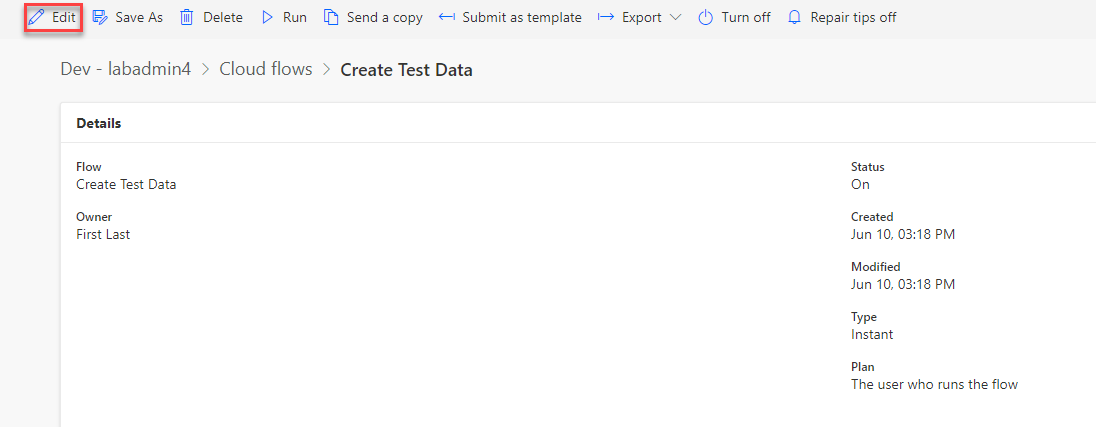 Edit Save As Delete Run Send a copy Submit as template Export Turn off Repair tips off
Dev - labadmin4 > Cloud flows > Create Test Data
Details
Flow
Create Test Data
Owner
First Last
Status
On
Created
Jun 10, 03:18 PM
Modified
Jun 10, 03:18 PM
Type
Instant
Plan
The user who runs the flow